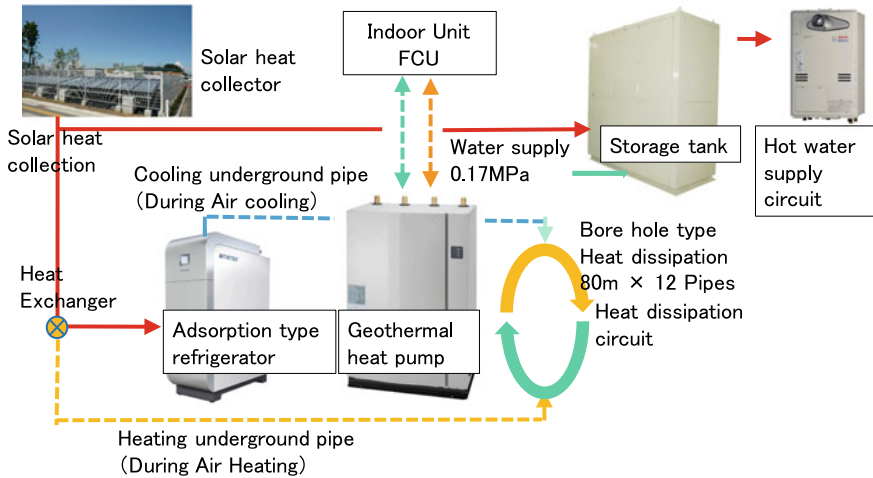 Indoor Unit
FCU
Solar heat
collector
Solar heat
collection
Water supply
0.17MPa
Storage tank
Hot water
supply
circuit
Cooling underground pipe
(During Air cooling)
Bore hole type
Heat dissipation
80m × 12 Pipes
Heat dissipation
circuit
Heat
Exchanger
Adsorption type
refrigerator
Geothermal
heat pump
Heating underground pipe
(During Air Heating)